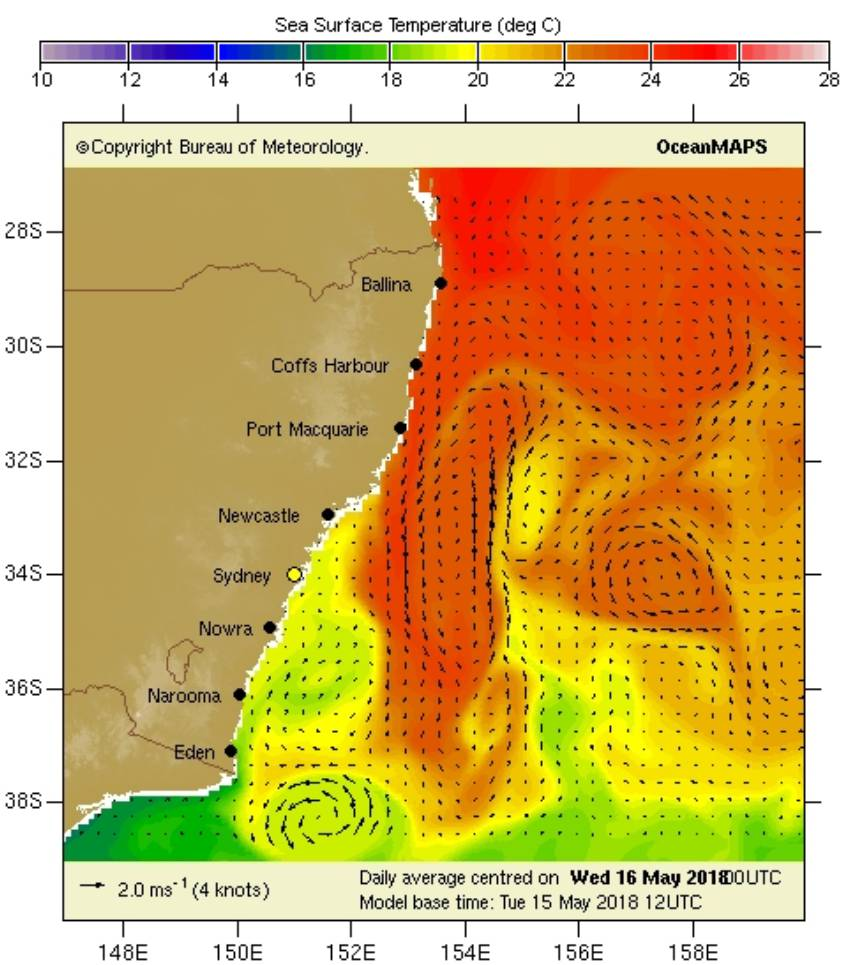 Sea Surface Temperature (deg C)
10 12 14 16 18 20 22 24 26 28
©Copyright Bureau of Meteorology. OceanMAPS
28S
Ballina
30S
Coffs Harbour
Port Macquarie
32S
Newcastle
34S
Sydney
Nowra
36S
Narooma
Eden
38S
2.0 ms⁻¹ (4 knots)
Daily average centred on Wed 16 May 2018 00UTC
Model base time: Tue 15 May 2018 12UTC
148E 150E 152E 154E 156E 158E